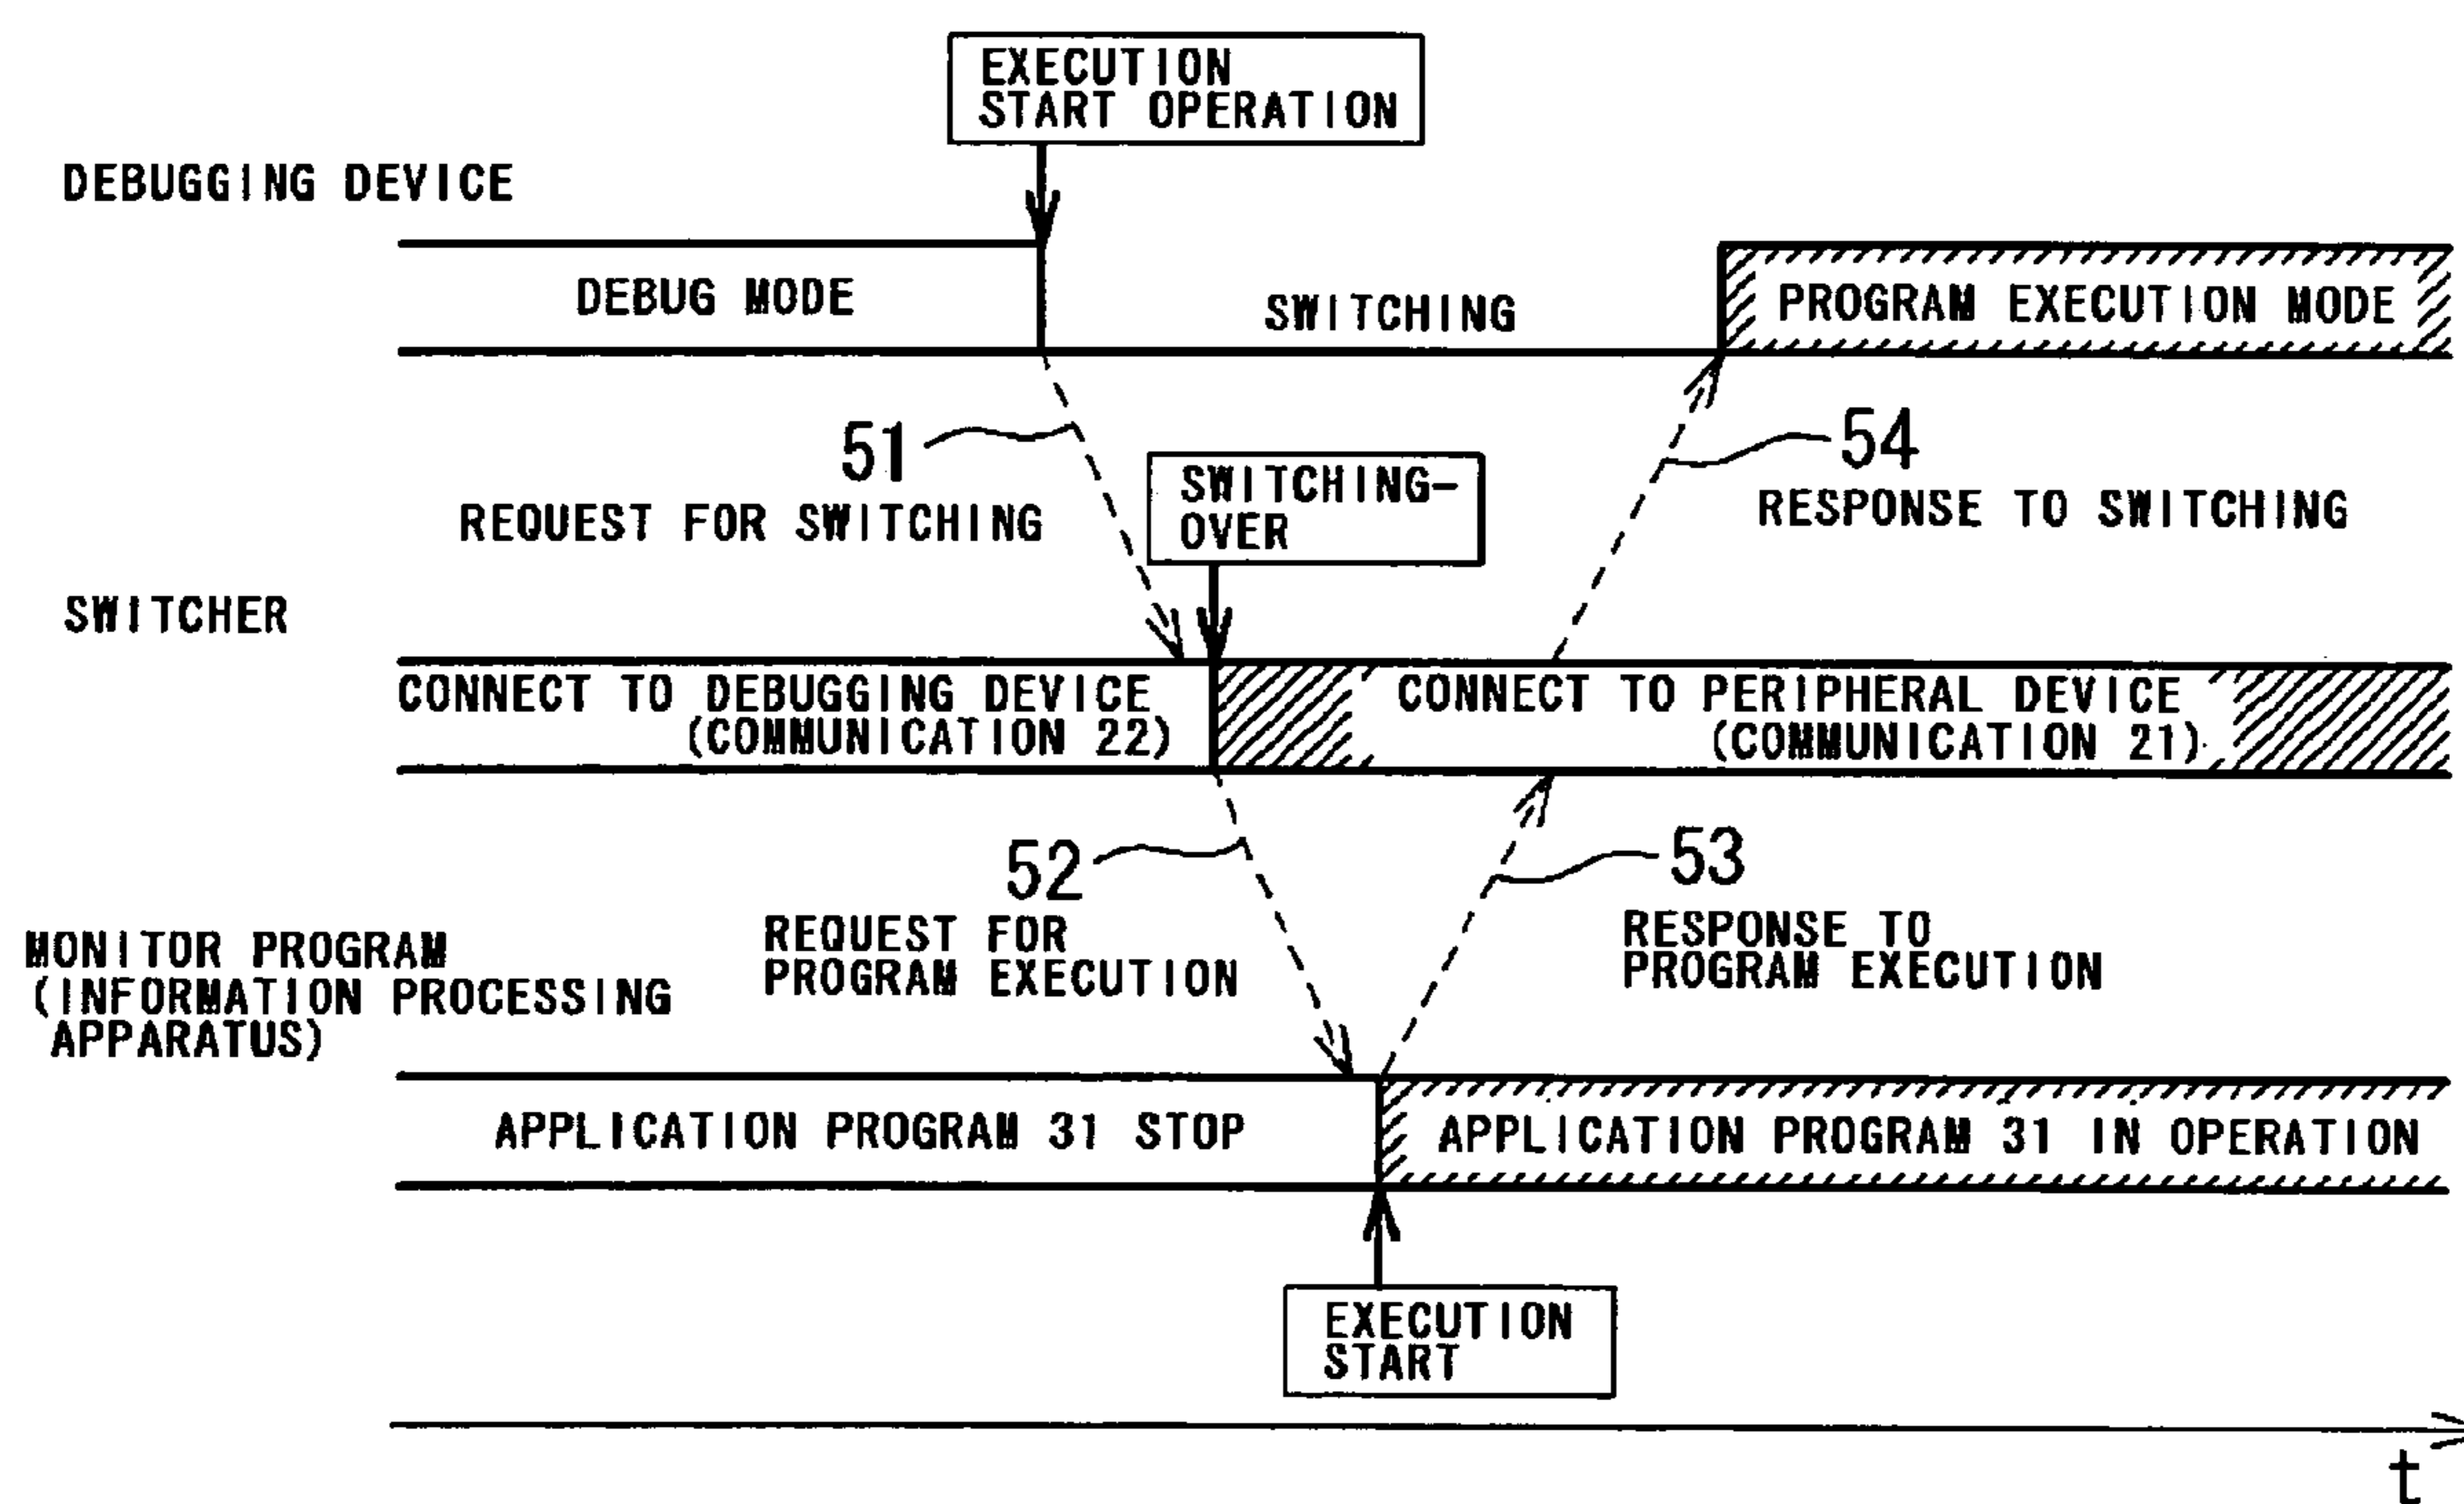 EXECUTION
START OPERATION
DEBUGGING DEVICE
DEBUG MODE
SWITCHING
PROGRAM EXECUTION MODE
51
REQUEST FOR SWITCHING
SWITCHING-
OVER
54
RESPONSE TO SWITCHING
SWITCHER
CONNECT TO DEBUGGING DEVICE
(COMMUNICATION 22)
CONNECT TO PERIPHERAL DEVICE
(COMMUNICATION 21)
52
REQUEST FOR
PROGRAM EXECUTION
53
RESPONSE TO
PROGRAM EXECUTION
MONITOR PROGRAM
(INFORMATION PROCESSING
APPARATUS)
APPLICATION PROGRAM 31 STOP
APPLICATION PROGRAM 31 IN OPERATION
EXECUTION
START
t